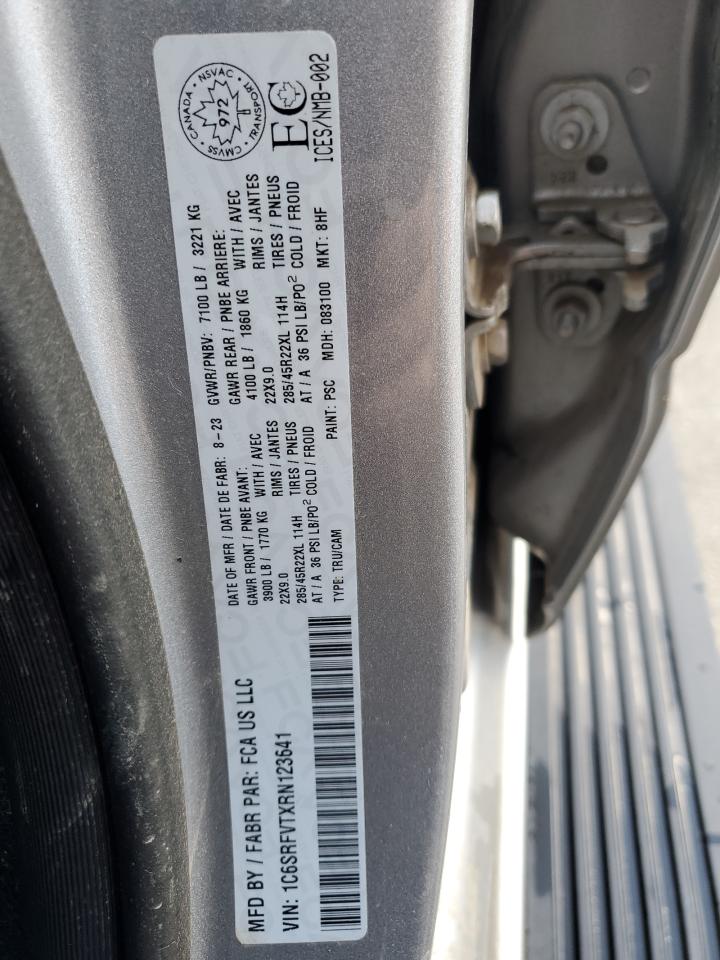 MFD BY / FABR PAR: FCA US LLC
DATE OF MFR / DATE DE FABR: 8-23
GVWR/PNBV: 7100 LB / 3221 KG
GAWR FRONT / PNBE AVANT:
3900 LB / 1770 KG WITH / AVEC
22X9.0 RIMS / JANTES
285/45R22XL 114H TIRES / PNEUS
AT / A 36 PSI LB/PO² COLD / FROID
GAWR REAR / PNBE ARRIERE:
4100 LB / 1860 KG WITH / AVEC
22X9.0 RIMS / JANTES
285/45R22XL 114H TIRES / PNEUS
AT / A 36 PSI LB/PO² COLD / FROID
VIN: 1C6SRFVTXRN123641
TYPE: TRU/CAM
PAINT: PSC
MDH: 083100
MKT: 8HF
CANADA • NSVAC • TRANSPORT • CMVSS
972
EC
ICES/NMB-002